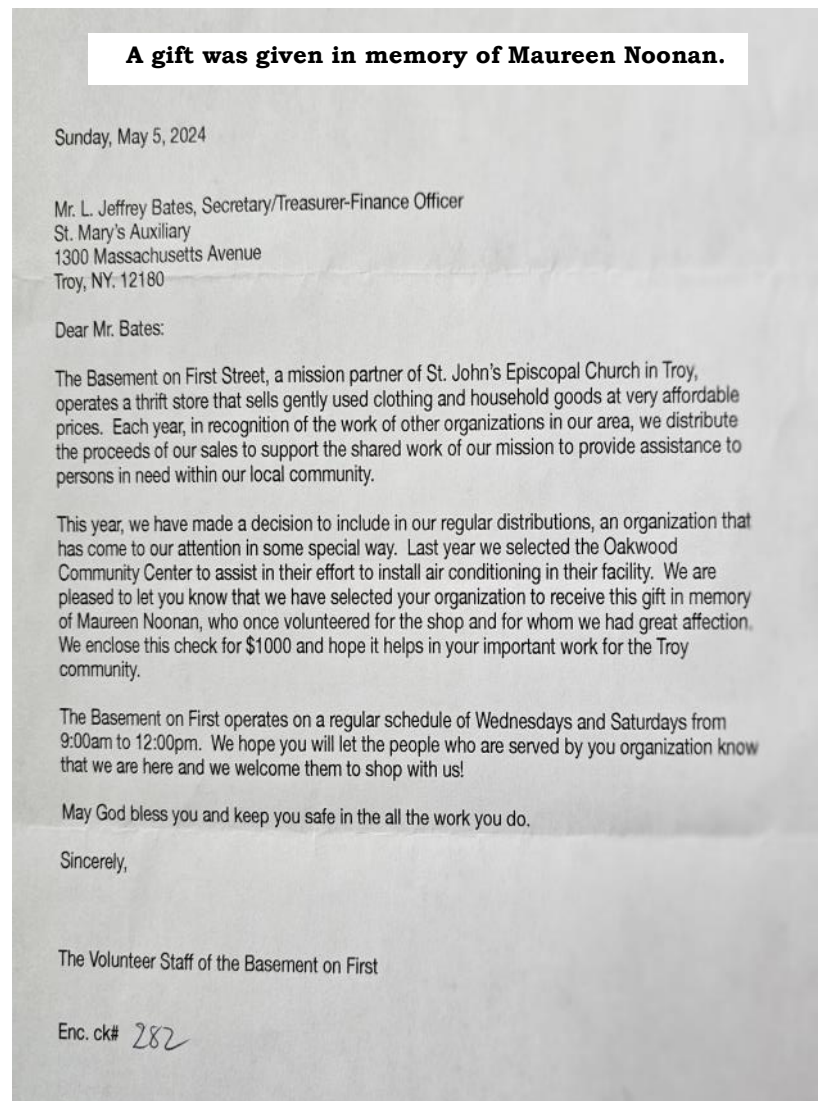 A gift was given in memory of Maureen Noonan.
Sunday, May 5, 2024
Mr. L. Jeffrey Bates, Secretary/Treasurer-Finance Officer
St. Mary's Auxiliary
1300 Massachusetts Avenue
Troy, NY. 12180
Dear Mr. Bates:
The Basement on First Street, a mission partner of St. John's Episcopal Church in Troy,
operates a thrift store that sells gently used clothing and household goods at very affordable
prices. Each year, in recognition of the work of other organizations in our area, we distribute
the proceeds of our sales to support the shared work of our mission to provide assistance to
persons in need within our local community.
This year, we have made a decision to include in our regular distributions, an organization that
has come to our attention in some special way. Last year we selected the Oakwood
Community Center to assist in their effort to install air conditioning in their facility. We are
pleased to let you know that we have selected your organization to receive this gift in memory
of Maureen Noonan, who once volunteered for the shop and for whom we had great affection.
We enclose this check for $1000 and hope it helps in your important work for the Troy
community.
The Basement on First operates on a regular schedule of Wednesdays and Saturdays from
9:00am to 12:00pm. We hope you will let the people who are served by you organization know
that we are here and we welcome them to shop with us!
May God bless you and keep you safe in the all the work you do.
Sincerely,
The Volunteer Staff of the Basement on First
Enc. ck# 282